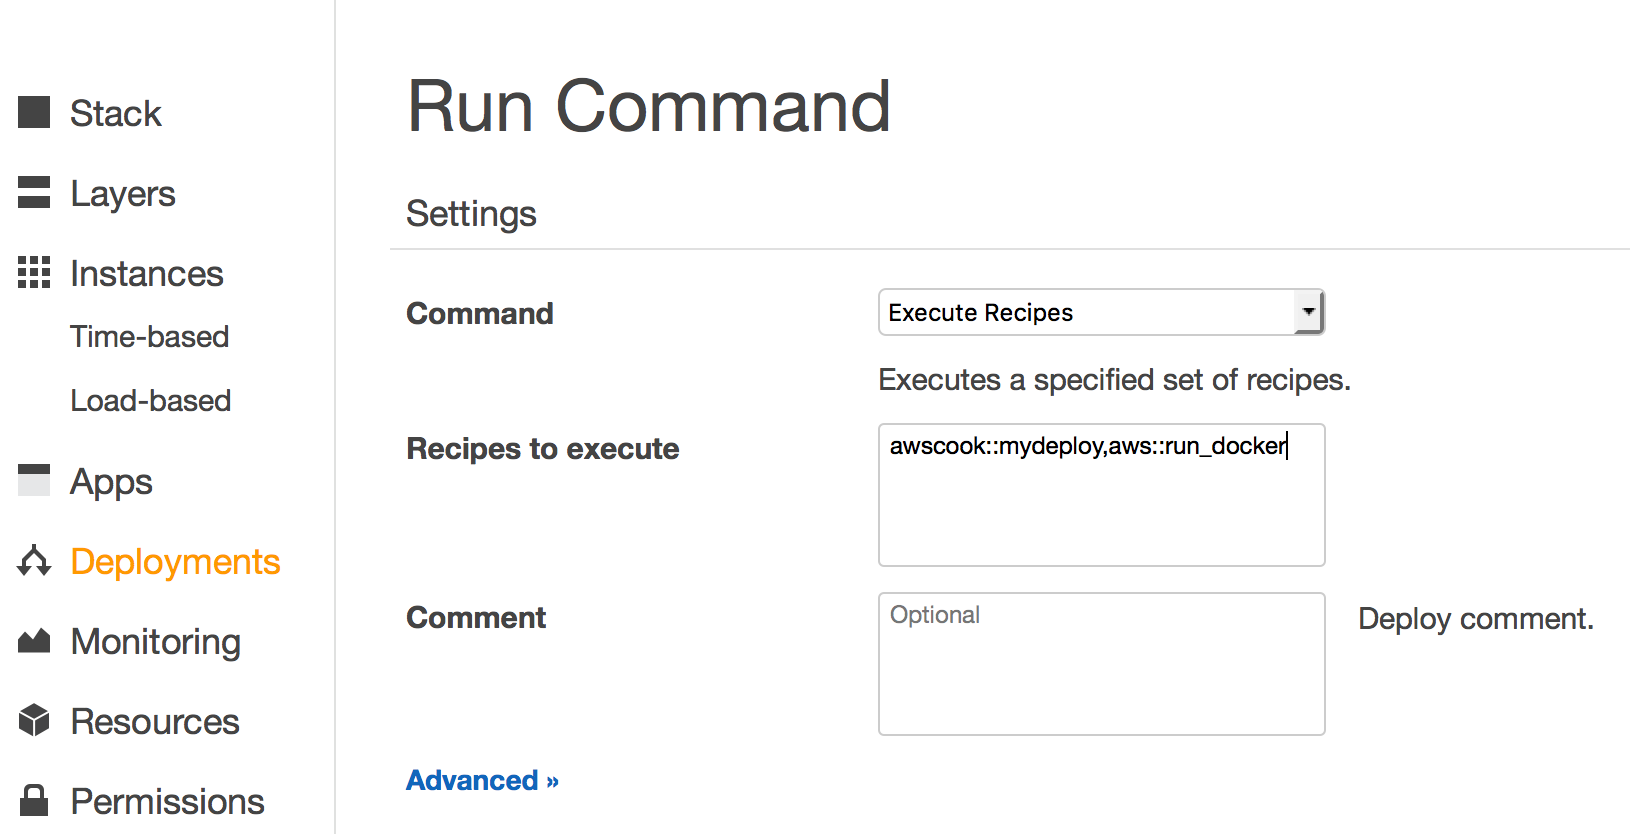 Stack
Layers
Instances
Time-based
Load-based
Apps
Deployments
Monitoring
Resources
Permissions
Run Command
Settings
Command
Execute Recipes
Executes a specified set of recipes.
Recipes to execute
awscook::mydeploy,aws::run_docker
Comment
Optional
Deploy comment.
Advanced »